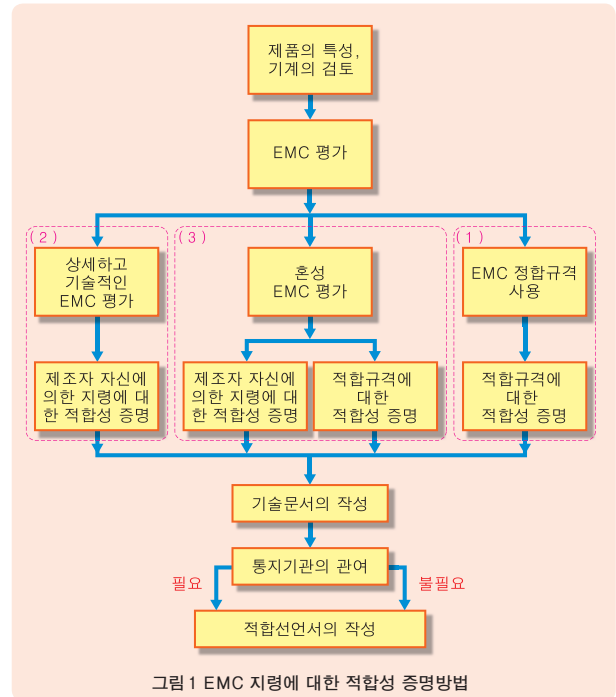 제품의 특성,
기계의 검토
EMC 평가
(2)
상세하고
기술적인
EMC 평가
제조자 자신에
의한 지령에 대
한 적합성 증명
(3)
혼성
EMC 평가
제조자 자신에
의한 지령에 대
한 적합성 증명
적합규격에
대한
적합성 증명
(1)
EMC 정합규격
사용
적합규격에
대한
적합성 증명
기술문서의 작성
통지기관의 관여
필요
불필요
적합선언서의 작성
그림 1 EMC 지령에 대한 적합성 증명방법